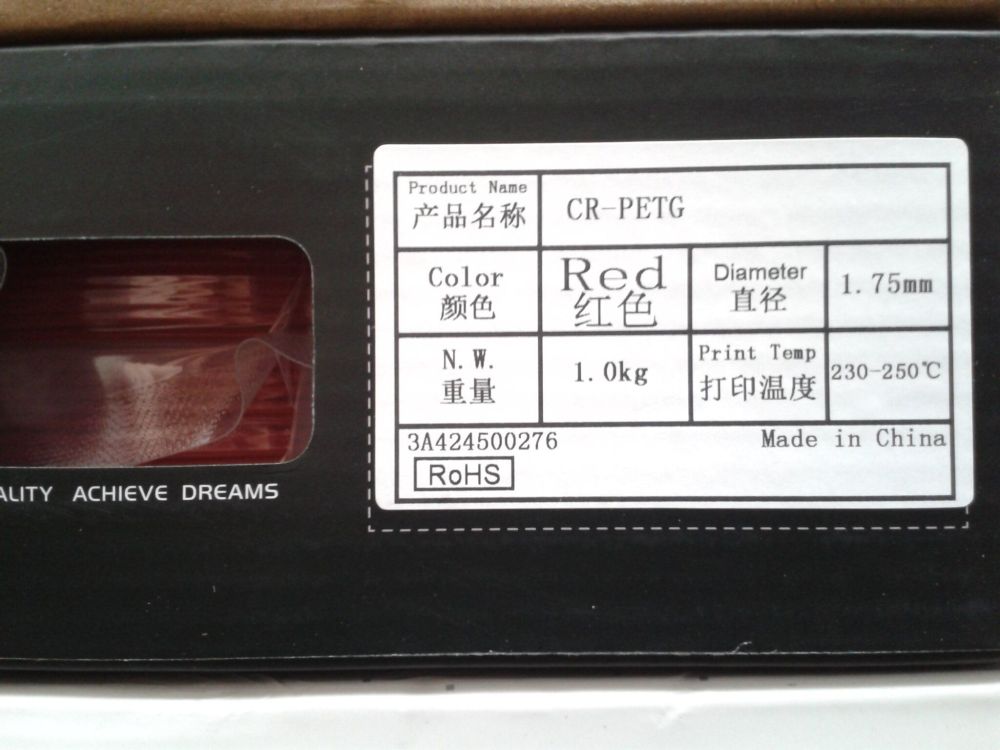 Product Name
产品名称
CR-PETG
Color
颜色
Red
红色
Diameter
直径
1.75mm
N.W.
重量
1.0kg
Print Temp
打印温度
230-250℃
3A424500276
Made in China
RoHS
ACHIEVE DREAMS